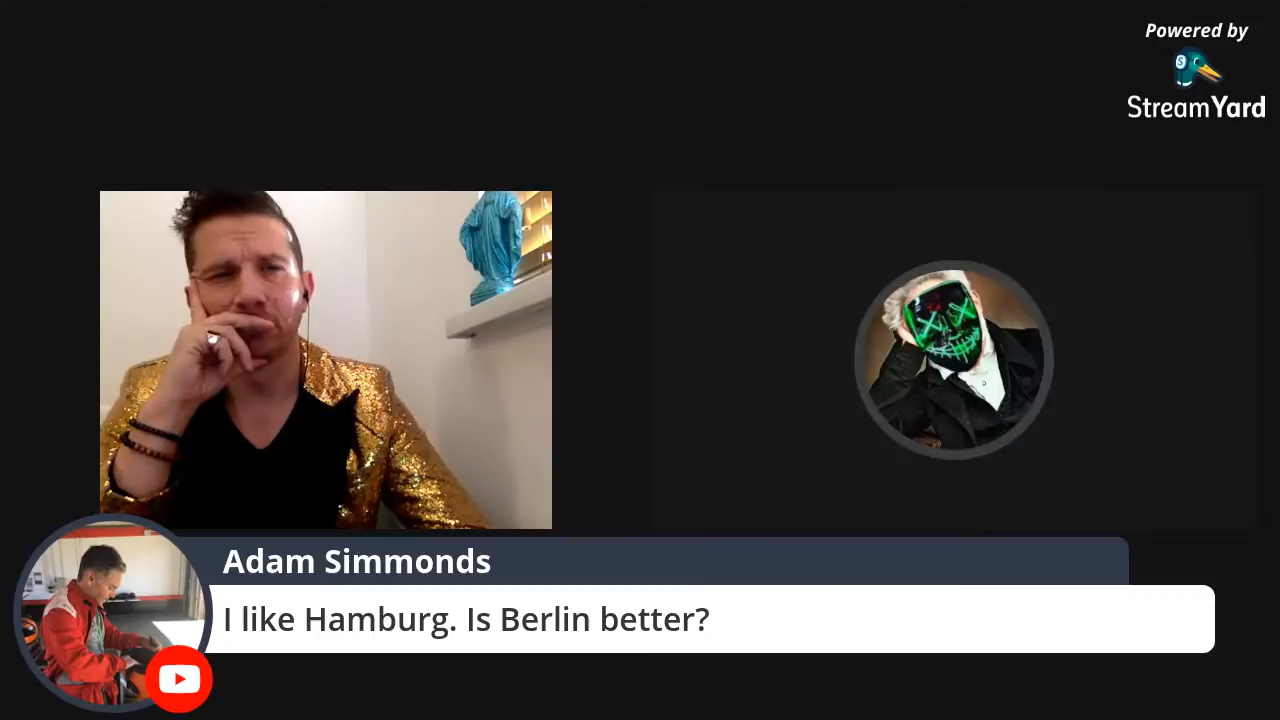 Powered by
StreamYard
Adam Simmonds
I like Hamburg. Is Berlin better?